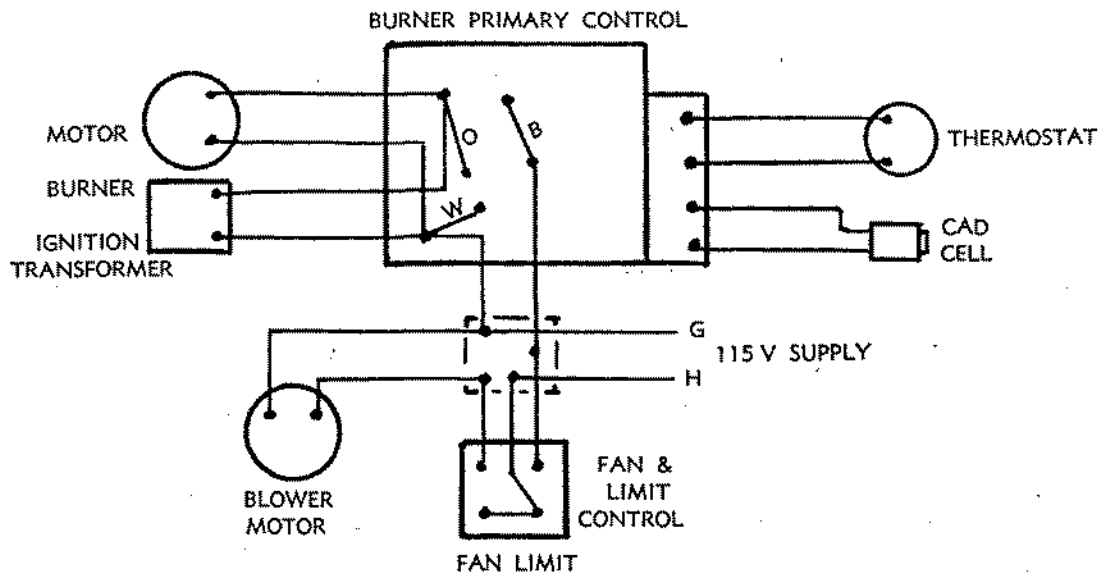 BURNER PRIMARY CONTROL
MOTOR
BURNER
IGNITION
TRANSFORMER
O
B
W
THERMOSTAT
CAD
CELL
G
115 V SUPPLY
H
BLOWER
MOTOR
FAN &
LIMIT
CONTROL
FAN LIMIT